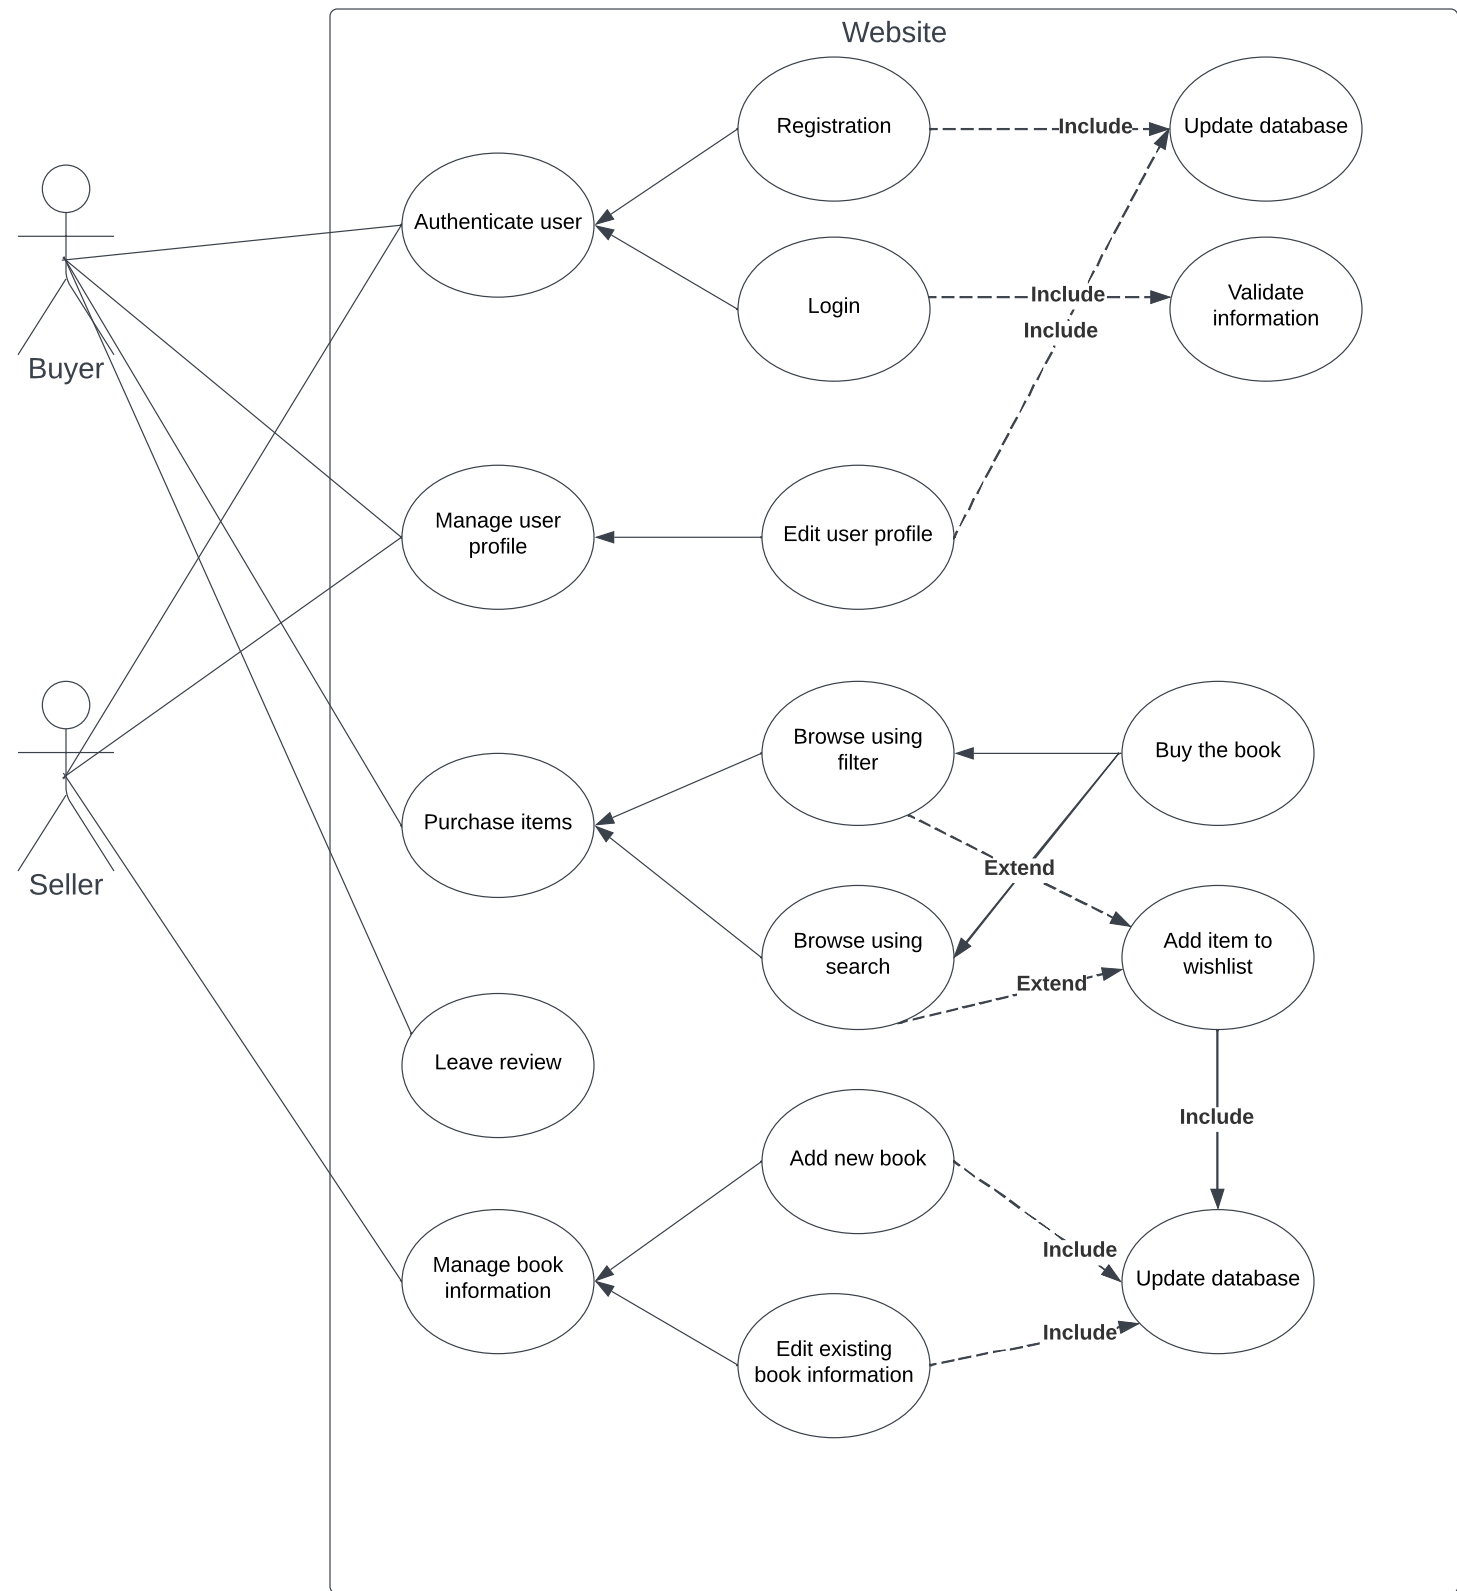 Website
Registration
Include
Update database
Authenticate user
Login
Include
Validate
information
Include
Buyer
Manage user
profile
Edit user profile
Browse using
filter
Buy the book
Purchase items
Extend
Seller
Browse using
search
Add item to
wishlist
Extend
Leave review
Include
Add new book
Manage book
information
Include
Update database
Edit existing
book information
Include